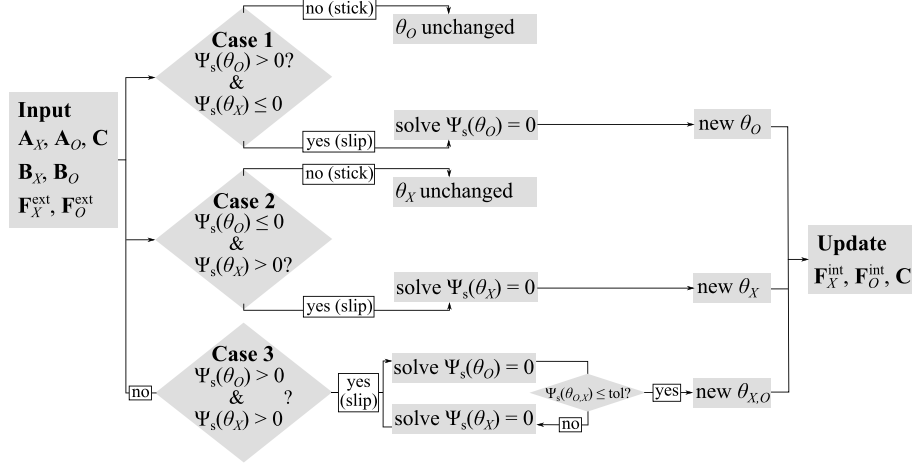 Input
A_X, A_O, C
B_X, B_O
F_X^ext, F_O^ext
Case 1
Ψ_s(θ_O) > 0?
&
Ψ_s(θ_X) ≤ 0
no (stick)
θ_O unchanged
yes (slip)
solve Ψ_s(θ_O) = 0
new θ_O
Case 2
Ψ_s(θ_O) ≤ 0
&
Ψ_s(θ_X) > 0?
no (stick)
θ_X unchanged
yes (slip)
solve Ψ_s(θ_X) = 0
new θ_X
no
Case 3
Ψ_s(θ_O) > 0
& ?
Ψ_s(θ_X) > 0
yes
(slip)
solve Ψ_s(θ_O) = 0
solve Ψ_s(θ_X) = 0
Ψ_s(θ_O,X) ≤ tol?
no
yes
new θ_X,O
Update
F_X^int, F_O^int, C